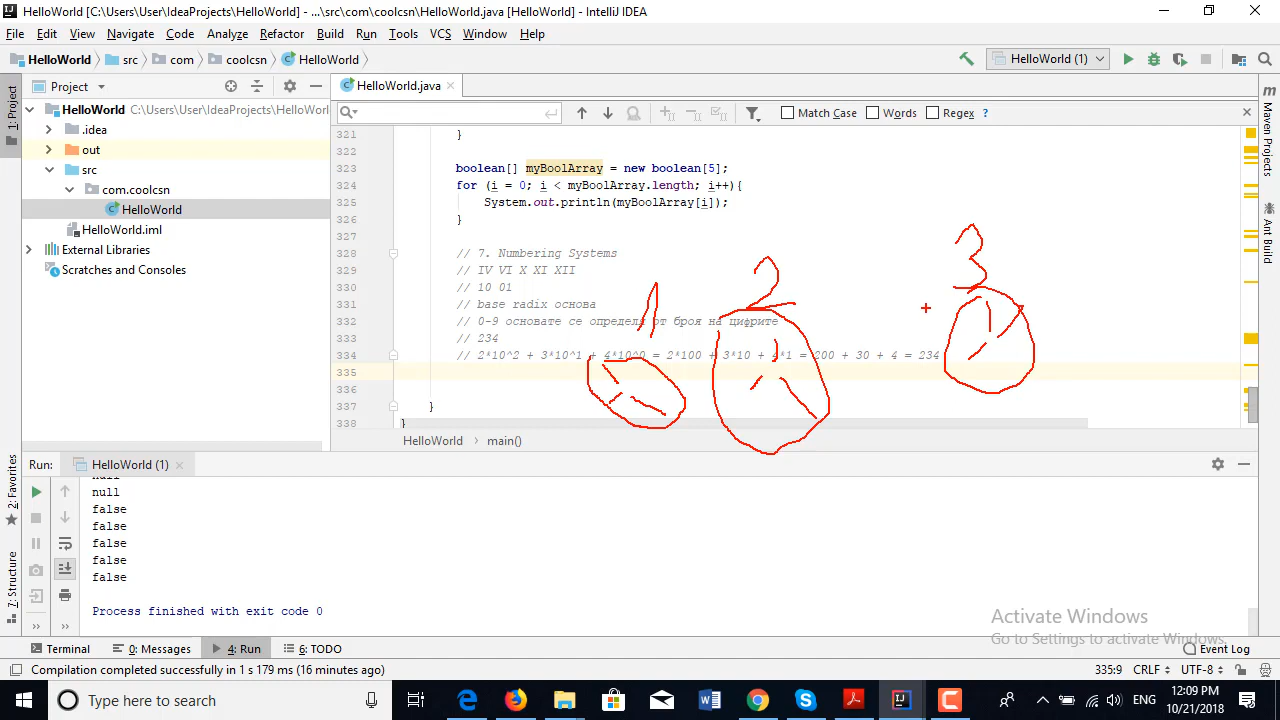 HelloWorld [C:\Users\User\IdeaProjects\HelloWorld] - ...\src\com\coolcsn\HelloWorld.java [HelloWorld] - IntelliJ IDEA
File Edit View Navigate Code Analyze Refactor Build Run Tools VCS Window Help
HelloWorld src com coolcsn HelloWorld HelloWorld (1)
1: Project
Project
HelloWorld.java
HelloWorld C:\Users\User\IdeaProjects\HelloWorl
Match Case Words Regex ?
.idea
out
src
com.coolcsn
HelloWorld
HelloWorld.iml
External Libraries
Scratches and Consoles
321 }
322
323 boolean[] myBoolArray = new boolean[5];
324 for (i = 0; i < myBoolArray.length; i++){
325 System.out.println(myBoolArray[i]);
326 }
327
328 // 7. Numbering Systems
329 // IV VI X XI XII
330 // 10 01
331 // base radix основа
332 // 0-9 основате се определя от броя на цифрите
333 // 234
334 // 2*10^2 + 3*10^1 + 4*10^0 = 2*100 + 3*10 + 4*1 = 200 + 30 + 4 = 234
335
336
337 }
338 }
1
2
3
HelloWorld main()
Maven Projects
Ant Build
2: Favorites
7: Structure
Run: HelloWorld (1)
null
null
false
false
false
false
false
Process finished with exit code 0
Activate Windows
Go to Settings to activate Windows.
Terminal 0: Messages 4: Run 6: TODO Event Log
Compilation completed successfully in 1 s 179 ms (16 minutes ago) 335:9 CRLF UTF-8
Type here to search
ENG
12:09 PM
10/21/2018